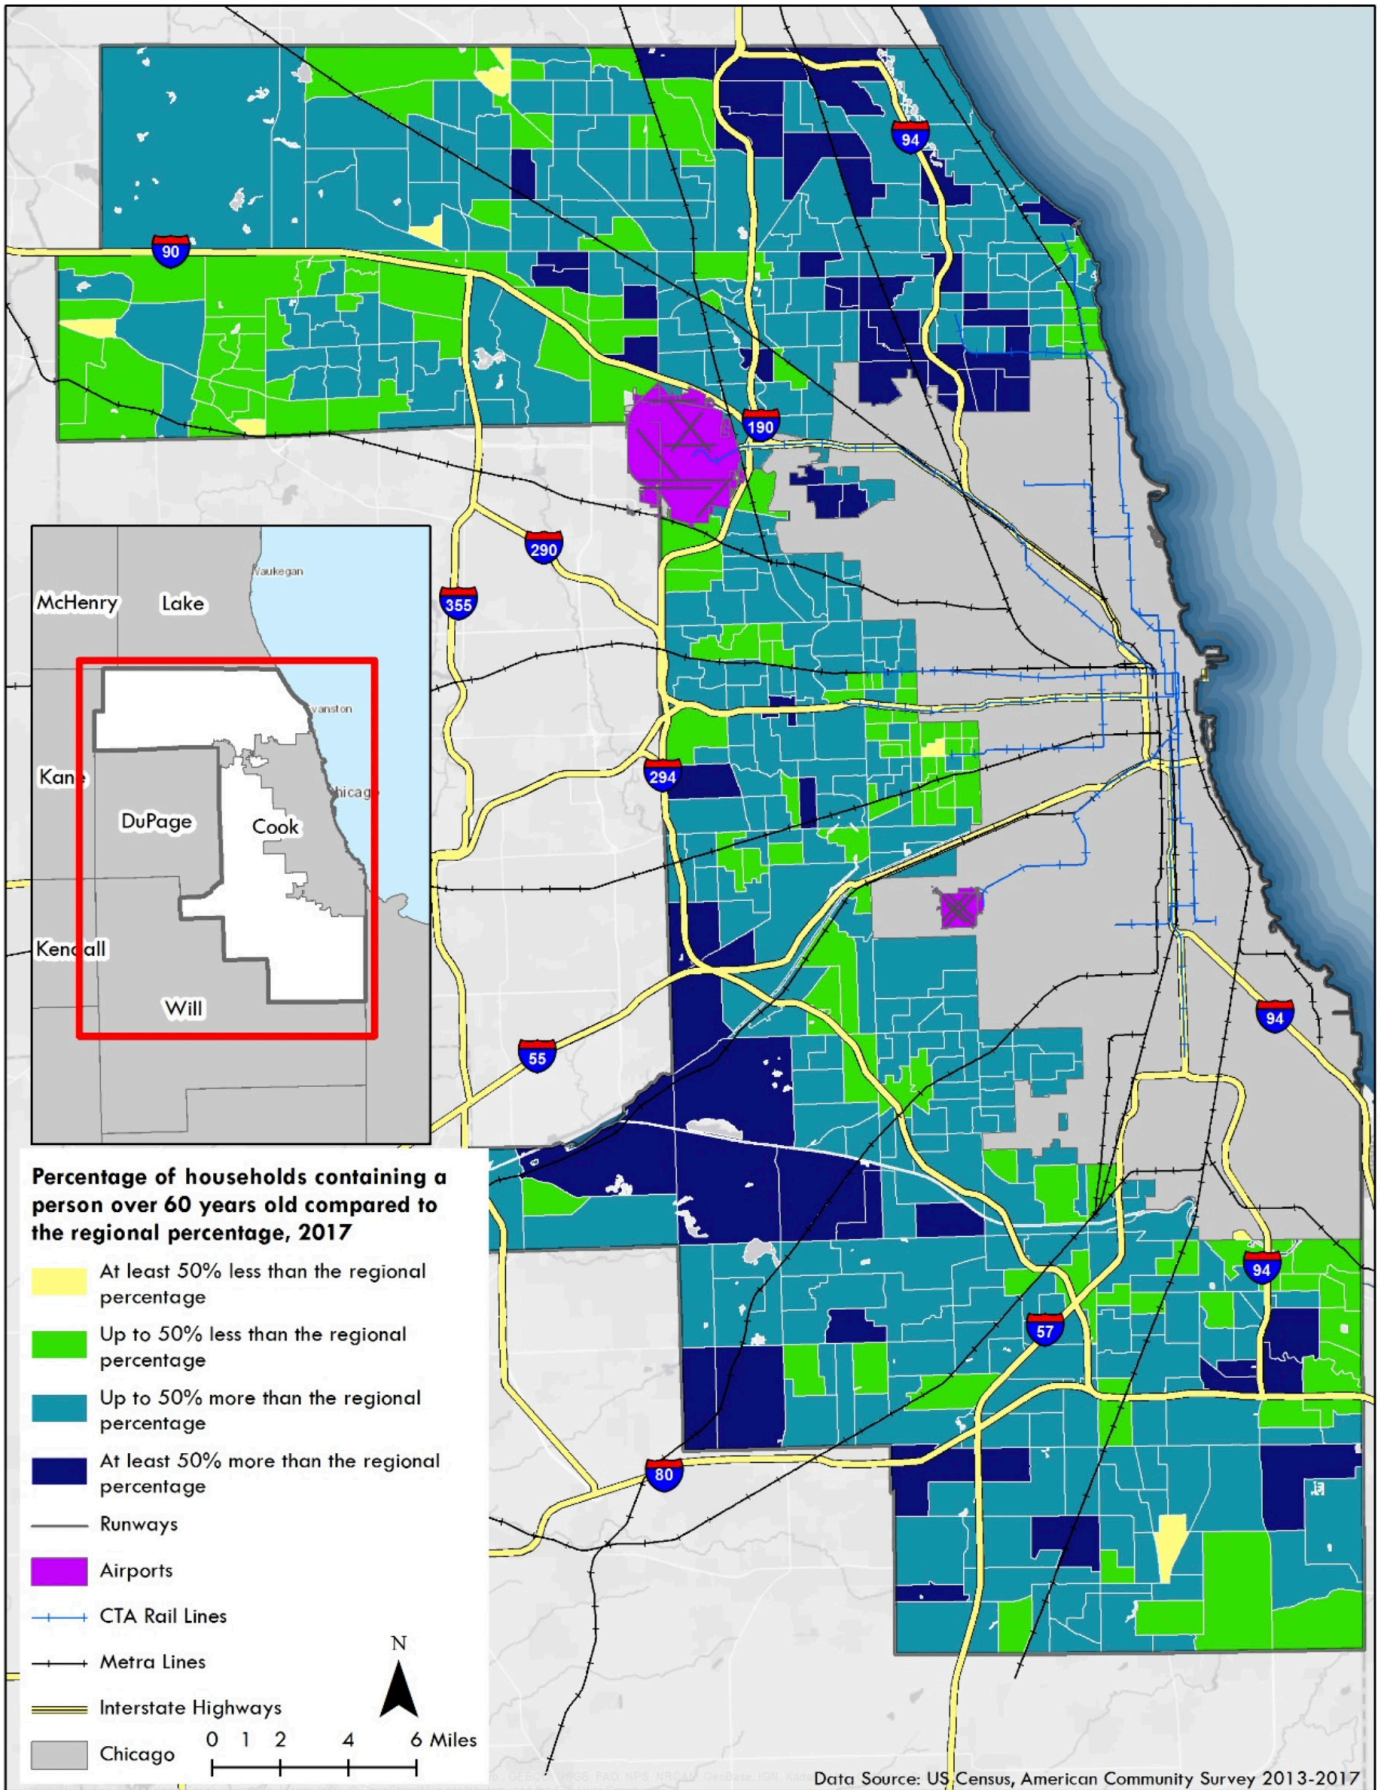 94
90
190
290
355
294
55
94
94
57
80
Waukegan
McHenry
Lake
Kane
DuPage
Cook
Kendall
Will
Percentage of households containing a
person over 60 years old compared to
the regional percentage, 2017
At least 50% less than the regional
percentage
Up to 50% less than the regional
percentage
Up to 50% more than the regional
percentage
At least 50% more than the regional
percentage
Runways
Airports
CTA Rail Lines
Metra Lines
Interstate Highways
Chicago
N
0 1 2 4 6 Miles
Data Source: US Census, American Community Survey 2013-2017